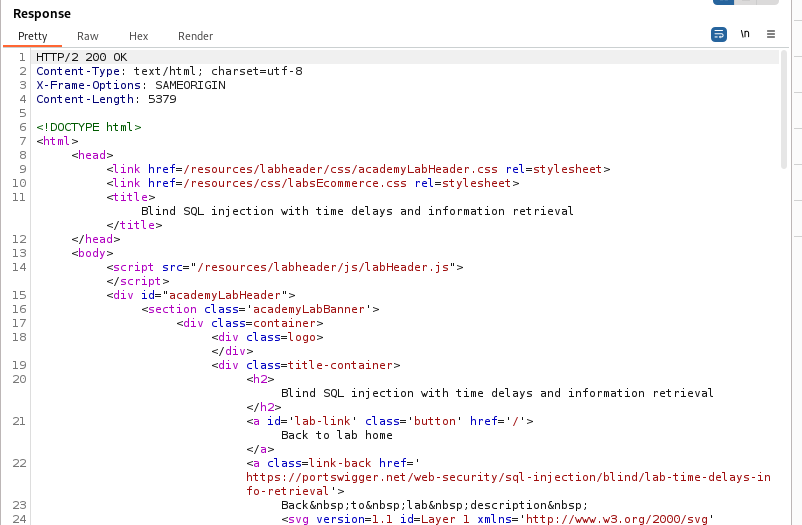 Response
Pretty Raw Hex Render \n
1 HTTP/2 200 OK
2 Content-Type: text/html; charset=utf-8
3 X-Frame-Options: SAMEORIGIN
4 Content-Length: 5379
5
6 <!DOCTYPE html>
7 <html>
8 <head>
9 <link href=/resources/labheader/css/academyLabHeader.css rel=stylesheet>
10 <link href=/resources/css/labsEcommerce.css rel=stylesheet>
11 <title>
Blind SQL injection with time delays and information retrieval
</title>
12 </head>
13 <body>
14 <script src="/resources/labheader/js/labHeader.js">
</script>
15 <div id="academyLabHeader">
16 <section class='academyLabBanner'>
17 <div class=container>
18 <div class=logo>
</div>
19 <div class=title-container>
20 <h2>
Blind SQL injection with time delays and information retrieval
</h2>
21 <a id='lab-link' class='button' href='/'>
Back to lab home
</a>
22 <a class=link-back href='
https://portswigger.net/web-security/sql-injection/blind/lab-time-delays-in
fo-retrieval'>
23 Back&nbsp;to&nbsp;lab&nbsp;description&nbsp;
24 <svg version=1.1 id=Layer_1 xmlns='http://www.w3.org/2000/svg'